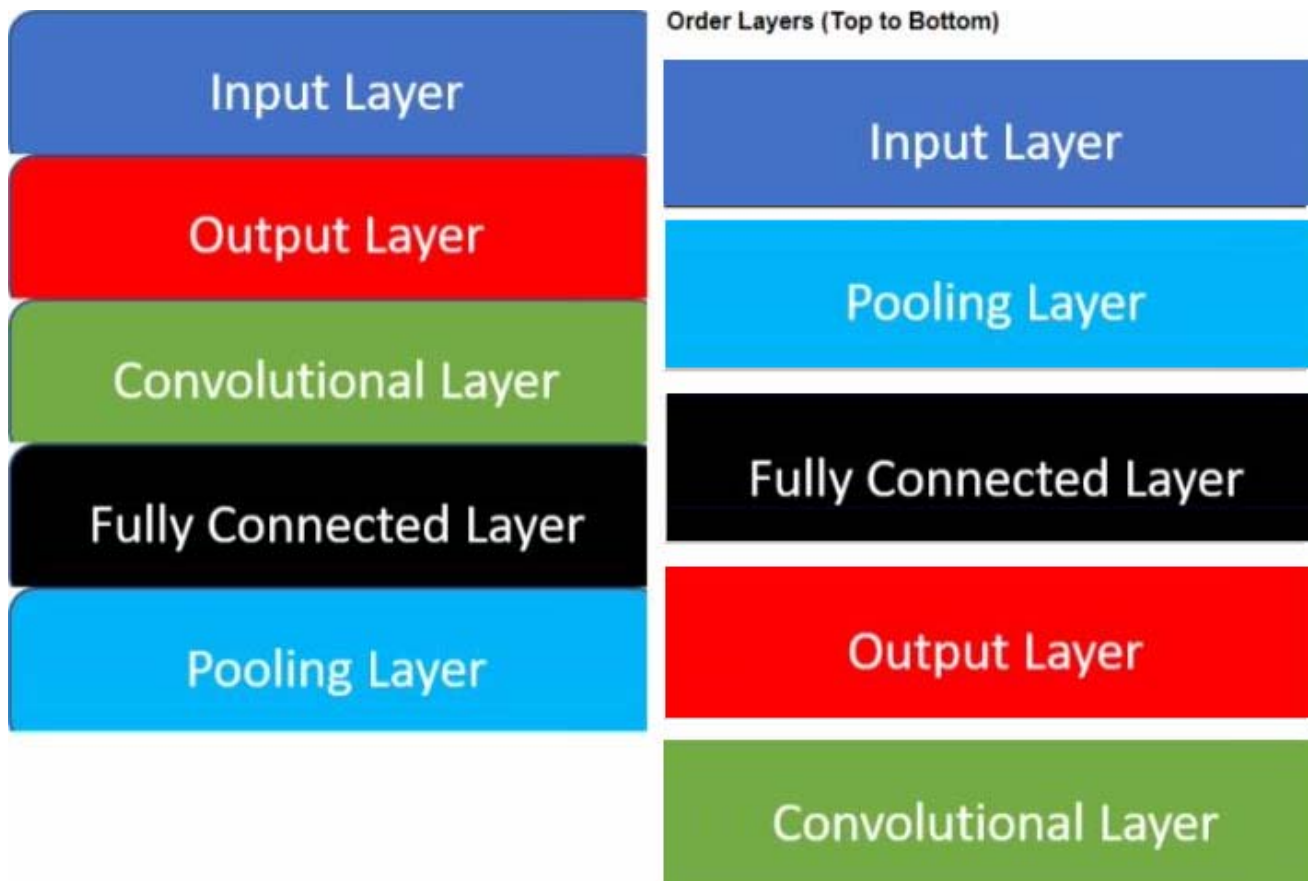 Input Layer
Output Layer
Convolutional Layer
Fully Connected Layer
Pooling Layer
Order Layers (Top to Bottom)
Input Layer
Pooling Layer
Fully Connected Layer
Output Layer
Convolutional Layer